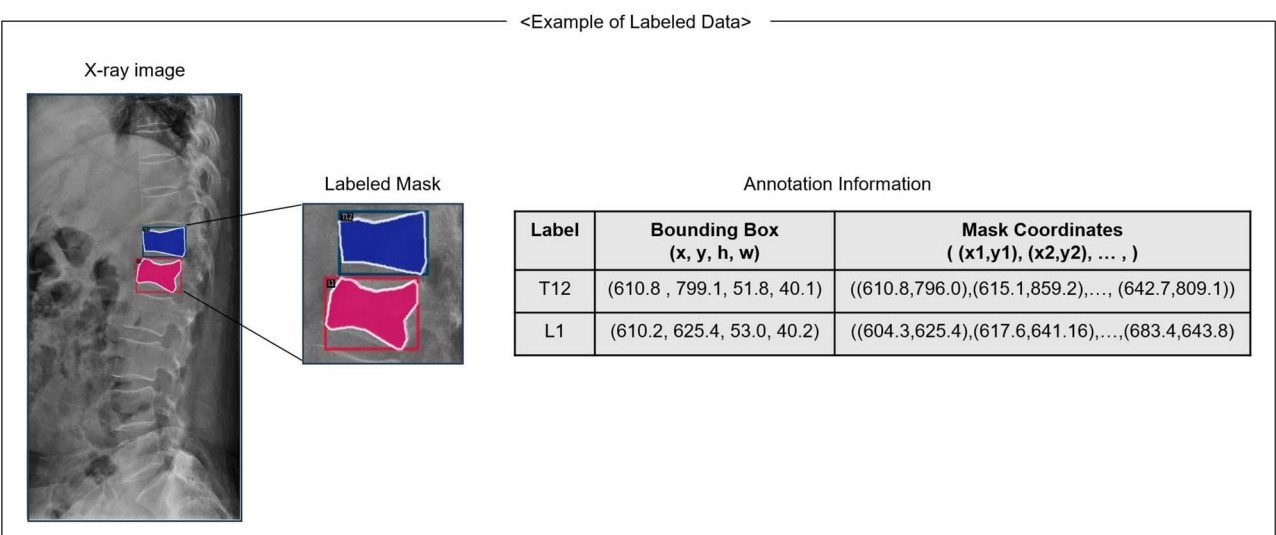 <Example of Labeled Data>
X-ray image
Labeled Mask
T12
L1
Annotation Information
Label Bounding Box (x, y, h, w) Mask Coordinates ( (x1,y1), (x2,y2), … , )
T12 (610.8 , 799.1, 51.8, 40.1) ((610.8,796.0),(615.1,859.2),…, (642.7,809.1))
L1 (610.2, 625.4, 53.0, 40.2) ((604.3,625.4),(617.6,641.16),…,(683.4,643.8)